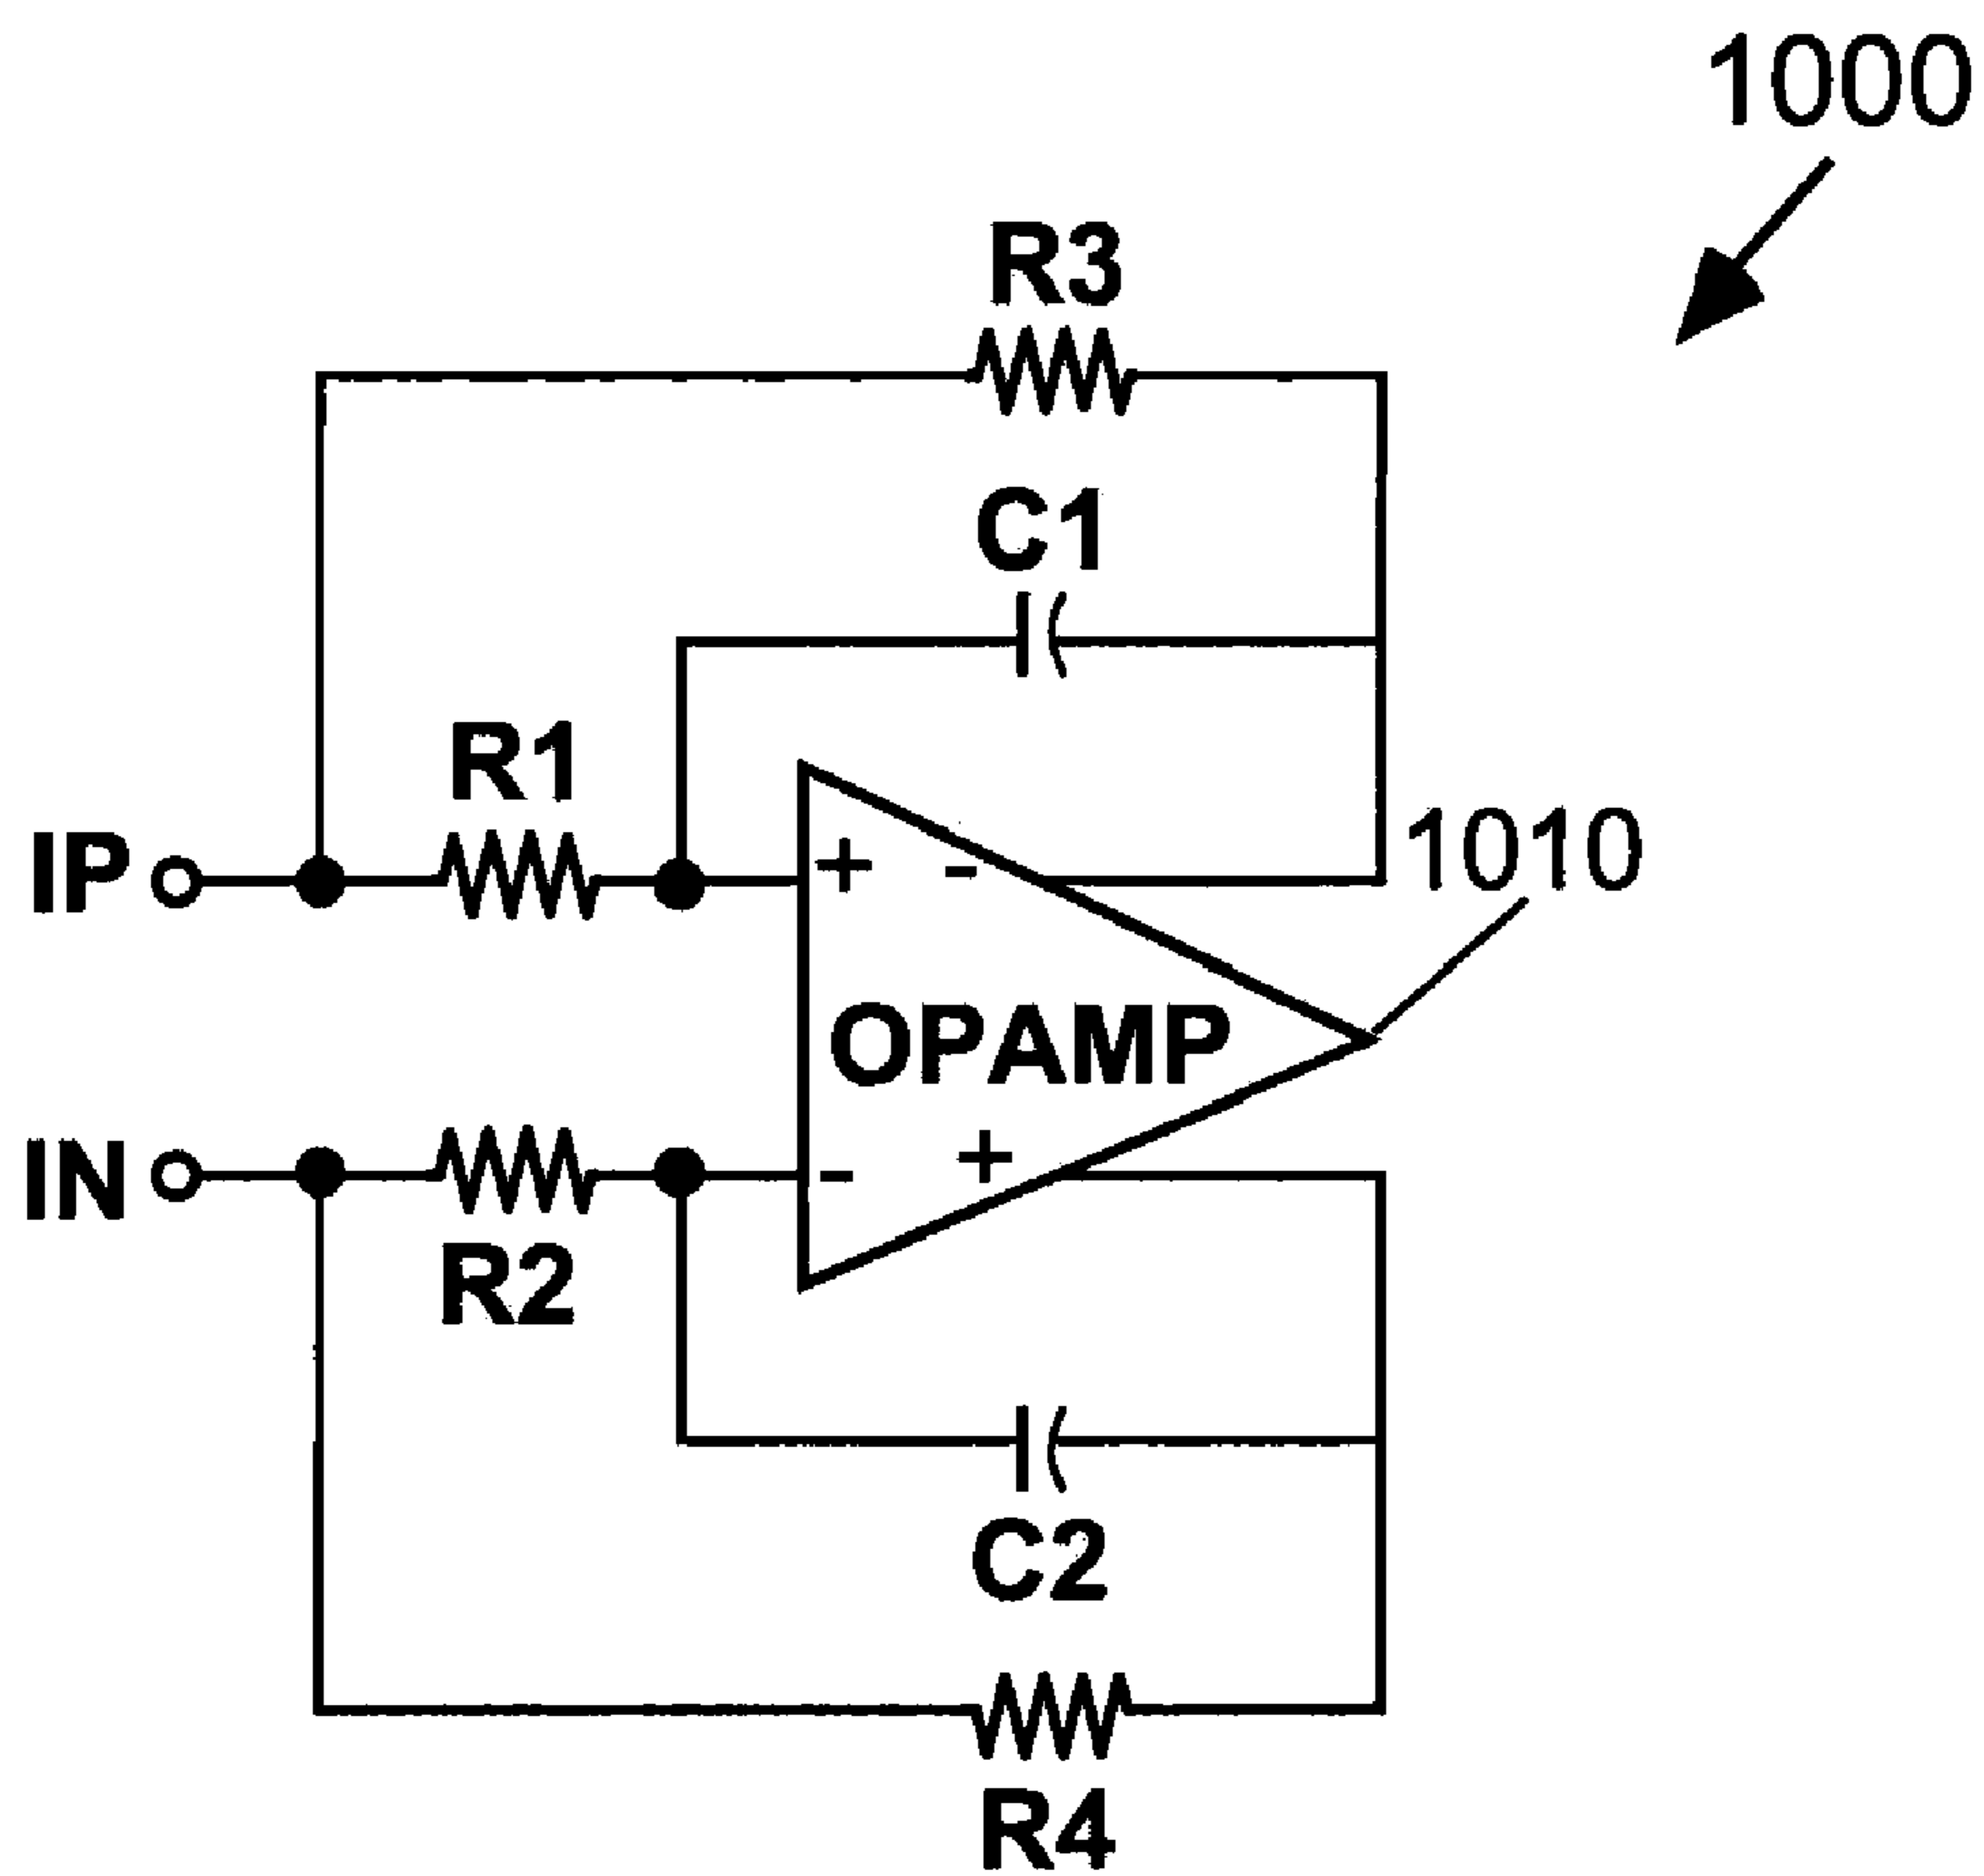 1000
R3
C1
R1
1010
IP
+ -
OPAMP
IN
- +
R2
C2
R4